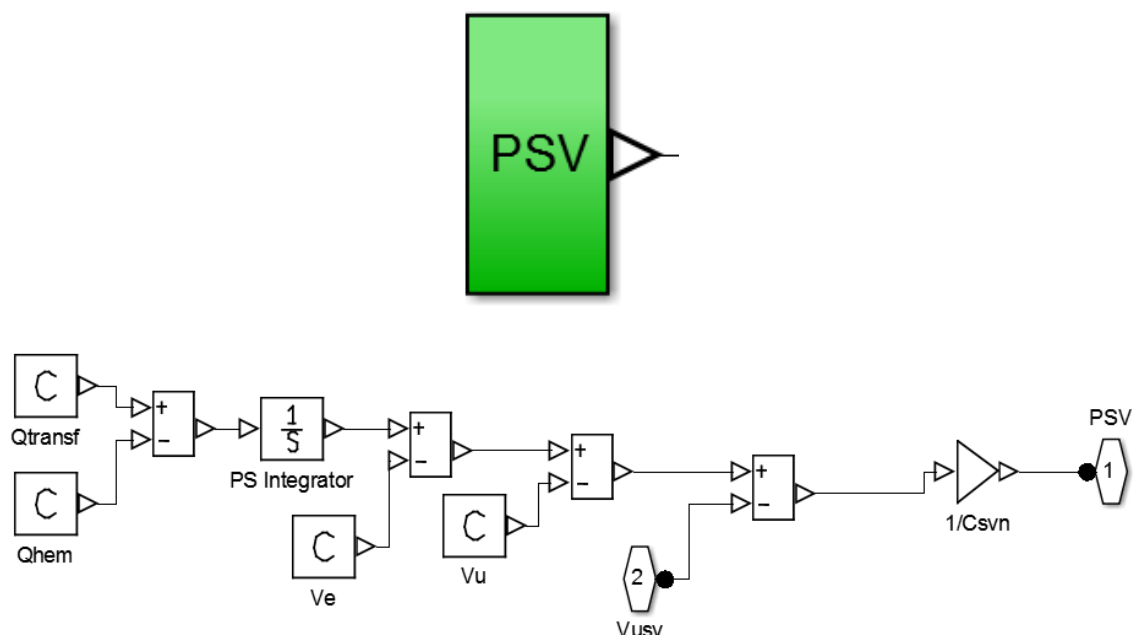 PSV
C
Qtransf
+
−
C
Qhem
1
S
PS Integrator
+
−
C
Ve
+
−
C
Vu
+
−
2
Vusv
1/Csvn
PSV
1